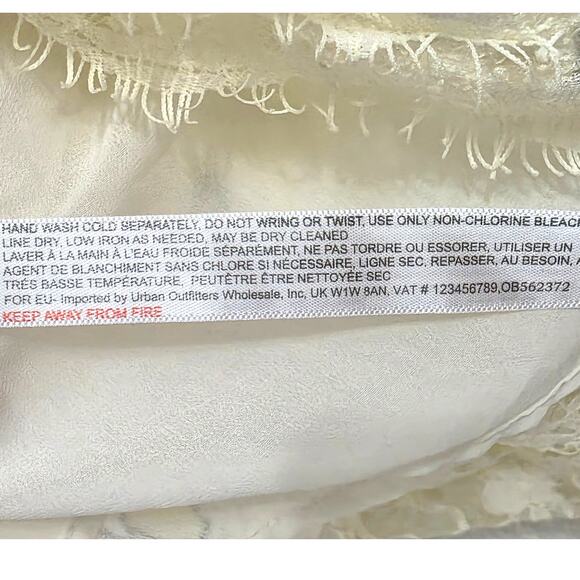 HAND WASH COLD SEPARATELY, DO NOT WRING OR TWIST, USE ONLY NON-CHLORINE BLEACH
LINE DRY, LOW IRON AS NEEDED, MAY BE DRY CLEANED
LAVER À LA MAIN À L'EAU FROIDE SÉPARÉMENT, NE PAS TORDRE OU ESSORER, UTILISER UN
AGENT DE BLANCHIMENT SANS CHLORE SI NÉCESSAIRE, LIGNE SEC, REPASSER, AU BESOIN, A
TRÉS BASSE TEMPÉRATURE, PEUTÊTRE ÊTRE NETTOYÉE SEC
FOR EU- Imported by Urban Outfitters Wholesale, Inc, UK W1W 8AN. VAT # 123456789,OB562372
KEEP AWAY FROM FIRE